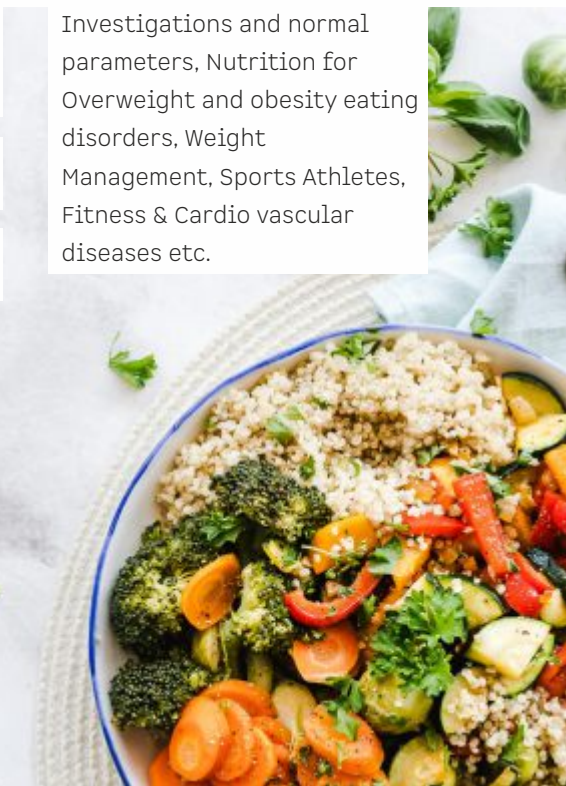 Investigations and normal
parameters, Nutrition for
Overweight and obesity eating
disorders, Weight
Management, Sports Athletes,
Fitness & Cardio vascular
diseases etc.